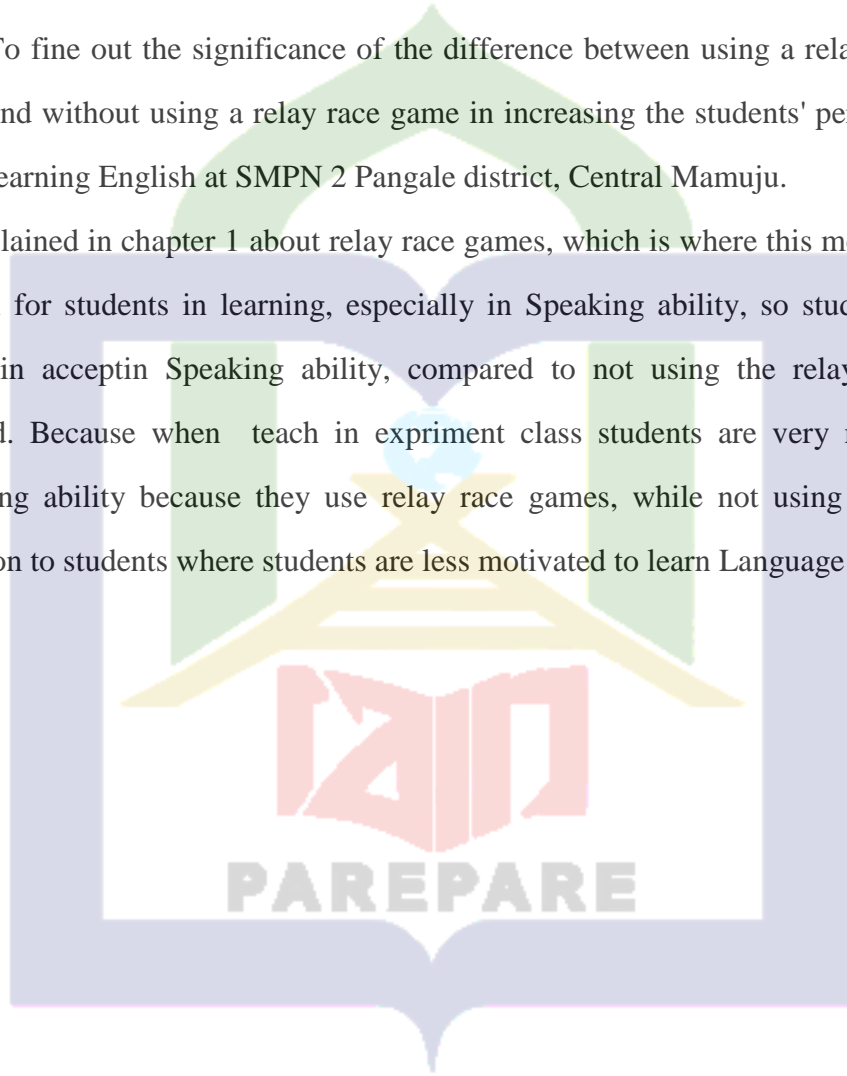 To fine out the significance of the difference between using a rela
nd without using a relay race game in increasing the students' per
earning English at SMPN 2 Pangale district, Central Mamuju.
lained in chapter 1 about relay race games, which is where this me
for students in learning, especially in Speaking ability, so stud
in acceptin Speaking ability, compared to not using the relay
d. Because when teach in expriment class students are very
ng ability because they use relay race games, while not using
on to students where students are less motivated to learn Language
PAREPARE